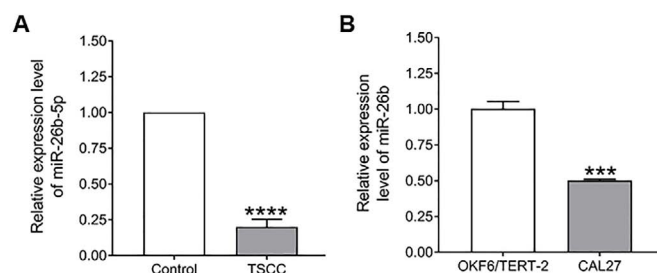 A
Relative expression level
of miR-26b-5p
1.50
1.25
1.00
0.75
0.50
0.25
0.00
****
Control
TSCC
B
Relative expression
level of miR-26b
1.50
1.25
1.00
0.75
0.50
0.25
0.00
***
OKF6/TERT-2
CAL27